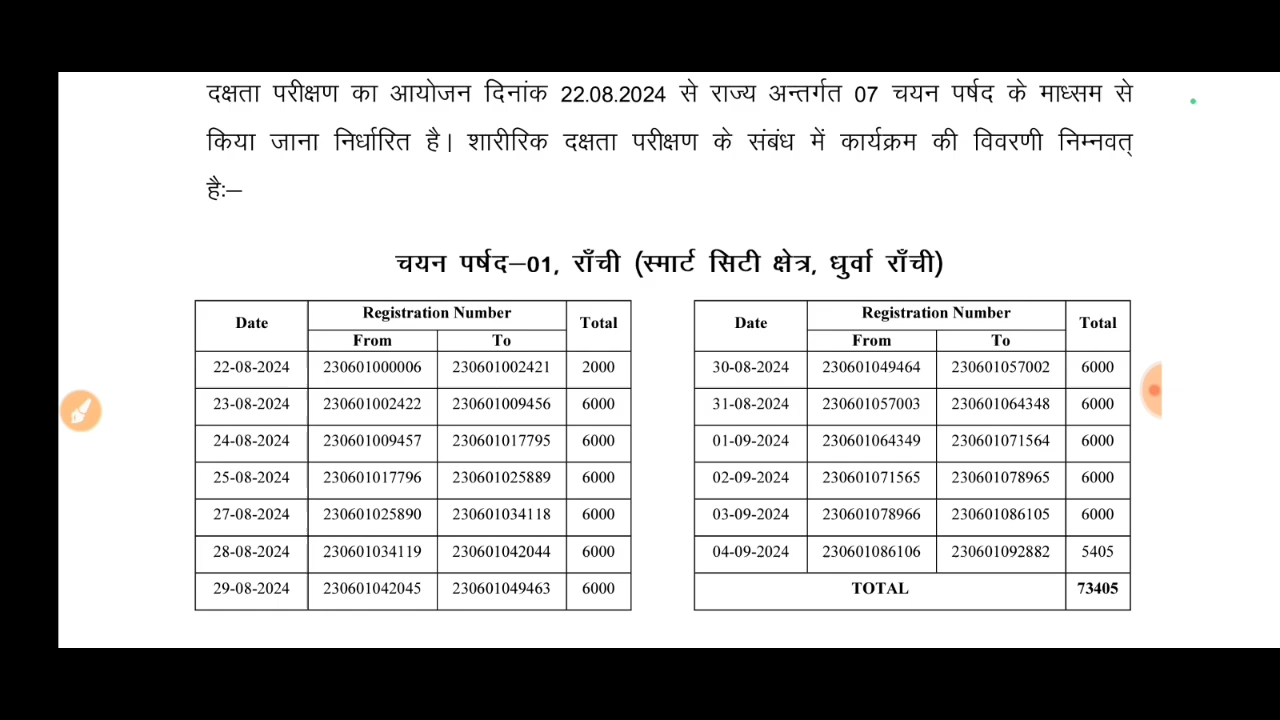 दक्षता परीक्षण का आयोजन दिनांक 22.08.2024 से राज्य अन्तर्गत 07 चयन पर्षद के माध्सम से
किया जाना निर्धारित है। शारीरिक दक्षता परीक्षण के संबंध में कार्यक्रम की विवरणी निम्नवत्
है:–
चयन पर्षद–01, राँची (स्मार्ट सिटी क्षेत्र, धुर्वा राँची)
Date Registration Number Total
From To
22-08-2024 230601000006 230601002421 2000
23-08-2024 230601002422 230601009456 6000
24-08-2024 230601009457 230601017795 6000
25-08-2024 230601017796 230601025889 6000
27-08-2024 230601025890 230601034118 6000
28-08-2024 230601034119 230601042044 6000
29-08-2024 230601042045 230601049463 6000
Date Registration Number Total
From To
30-08-2024 230601049464 230601057002 6000
31-08-2024 230601057003 230601064348 6000
01-09-2024 230601064349 230601071564 6000
02-09-2024 230601071565 230601078965 6000
03-09-2024 230601078966 230601086105 6000
04-09-2024 230601086106 230601092882 5405
TOTAL 73405